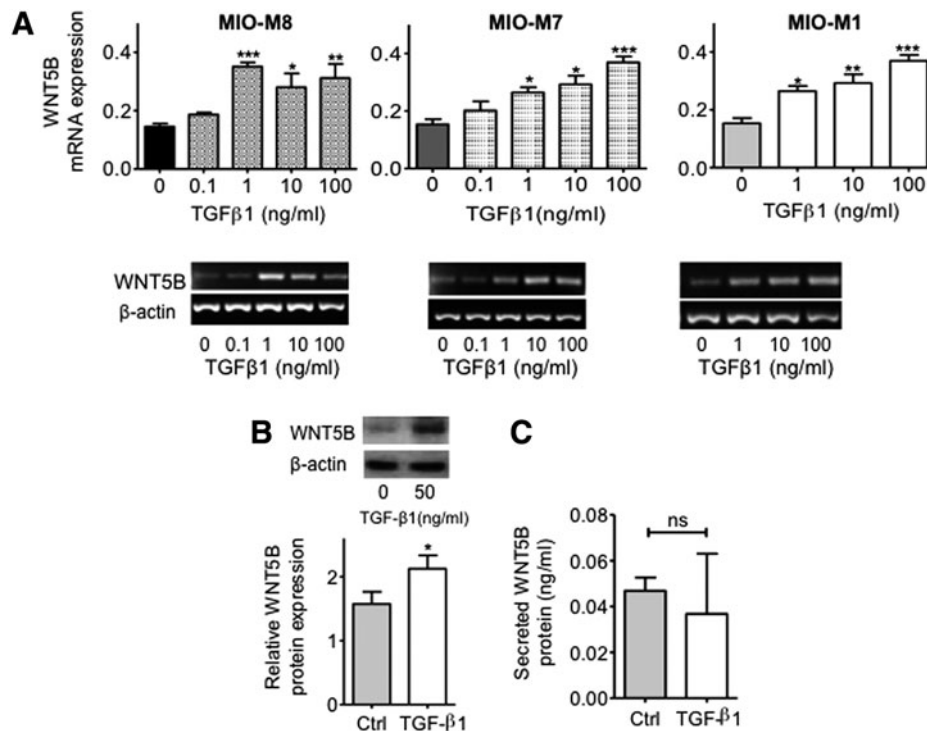 A
MIO-M8
MIO-M7
MIO-M1
WNT5B
mRNA expression
0.4
0.2
0.0
***
*
**
0 0.1 1 10 100
TGFβ1 (ng/ml)
0.4
0.2
0.0
*
*
***
0 0.1 1 10 100
TGFβ1(ng/ml)
0.4
0.2
0.0
*
**
***
0 1 10 100
TGFβ1 (ng/ml)
WNT5B
β-actin
0 0.1 1 10 100
TGFβ1 (ng/ml)
0 0.1 1 10 100
TGFβ1 (ng/ml)
0 1 10 100
TGFβ1 (ng/ml)
B
WNT5B
β-actin
0 50
TGF-β1(ng/ml)
Relative WNT5B
protein expression
2
1
0
*
Ctrl TGF-β1
C
Secreted WNT5B
protein (ng/ml)
0.08
0.06
0.04
0.02
0.00
ns
Ctrl TGF-β1